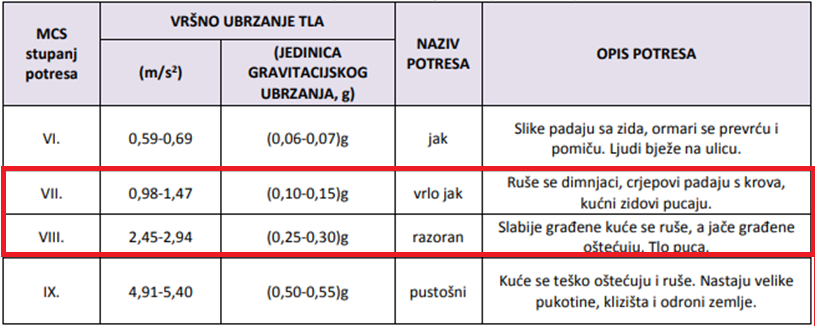 MCS stupanj potresa
VRŠNO UBRZANJE TLA
(m/s²)
(JEDINICA GRAVITACIJSKOG UBRZANJA, g)
NAZIV POTRESA
OPIS POTRESA
VI.
0,59-0,69
(0,06-0,07)g
jak
Slike padaju sa zida, ormari se prevrću i
pomiču. Ljudi bježe na ulicu.
VII.
0,98-1,47
(0,10-0,15)g
vrlo jak
Ruše se dimnjaci, crjepovi padaju s krova,
kućni zidovi pucaju.
VIII.
2,45-2,94
(0,25-0,30)g
razoran
Slabije građene kuće se ruše, a jače građene
oštećuju. Tlo puca.
IX.
4,91-5,40
(0,50-0,55)g
pustošni
Kuće se teško oštećuju i ruše. Nastaju velike
pukotine, klizišta i odroni zemlje.